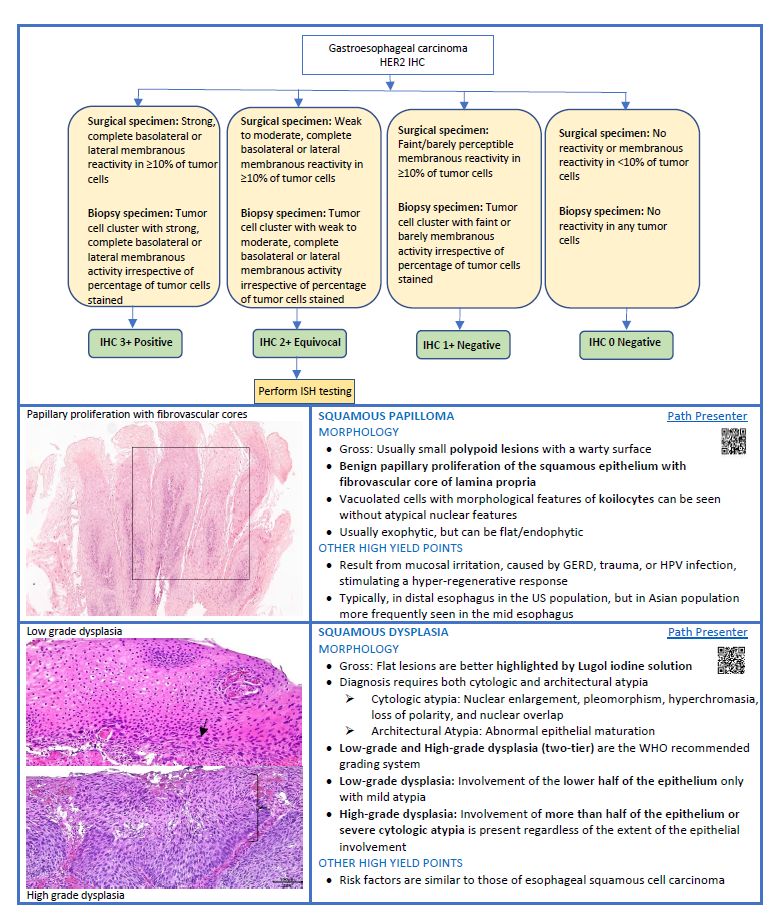 Gastroesophageal carcinoma
HER2 IHC
Surgical specimen: Strong,
complete basolateral or
lateral membranous
reactivity in ≥10% of tumor
cells
Biopsy specimen: Tumor
cell cluster with strong,
complete basolateral or
lateral membranous
activity irrespective of
percentage of tumor cells
stained
Surgical specimen: Weak
to moderate, complete
basolateral or lateral
membranous reactivity in
≥10% of tumor cells
Biopsy specimen: Tumor
cell cluster with weak to
moderate, complete
basolateral or lateral
membranous activity
irrespective of percentage
of tumor cells stained
Surgical specimen:
Faint/barely perceptible
membranous reactivity in
≥10% of tumor cells
Biopsy specimen: Tumor
cell cluster with faint or
barely membranous
activity irrespective of
percentage of tumor cells
stained
Surgical specimen: No
reactivity or membranous
reactivity in <10% of tumor
cells
Biopsy specimen: No
reactivity in any tumor
cells
IHC 3+ Positive
IHC 2+ Equivocal
IHC 1+ Negative
IHC 0 Negative
Perform ISH testing
Papillary proliferation with fibrovascular cores
SQUAMOUS PAPILLOMA
Path Presenter
MORPHOLOGY
• Gross: Usually small polypoid lesions with a warty surface
• Benign papillary proliferation of the squamous epithelium with
fibrovascular core of lamina propria
• Vacuolated cells with morphological features of koilocytes can be seen
without atypical nuclear features
• Usually exophytic, but can be flat/endophytic
OTHER HIGH YIELD POINTS
• Result from mucosal irritation, caused by GERD, trauma, or HPV infection,
stimulating a hyper-regenerative response
• Typically, in distal esophagus in the US population, but in Asian population
more frequently seen in the mid esophagus
Low grade dysplasia
High grade dysplasia
SQUAMOUS DYSPLASIA
Path Presenter
MORPHOLOGY
• Gross: Flat lesions are better highlighted by Lugol iodine solution
• Diagnosis requires both cytologic and architectural atypia
➤ Cytologic atypia: Nuclear enlargement, pleomorphism, hyperchromasia,
loss of polarity, and nuclear overlap
➤ Architectural Atypia: Abnormal epithelial maturation
• Low-grade and High-grade dysplasia (two-tier) are the WHO recommended
grading system
• Low-grade dysplasia: Involvement of the lower half of the epithelium only
with mild atypia
• High-grade dysplasia: Involvement of more than half of the epithelium or
severe cytologic atypia is present regardless of the extent of the epithelial
involvement
OTHER HIGH YIELD POINTS
• Risk factors are similar to those of esophageal squamous cell carcinoma